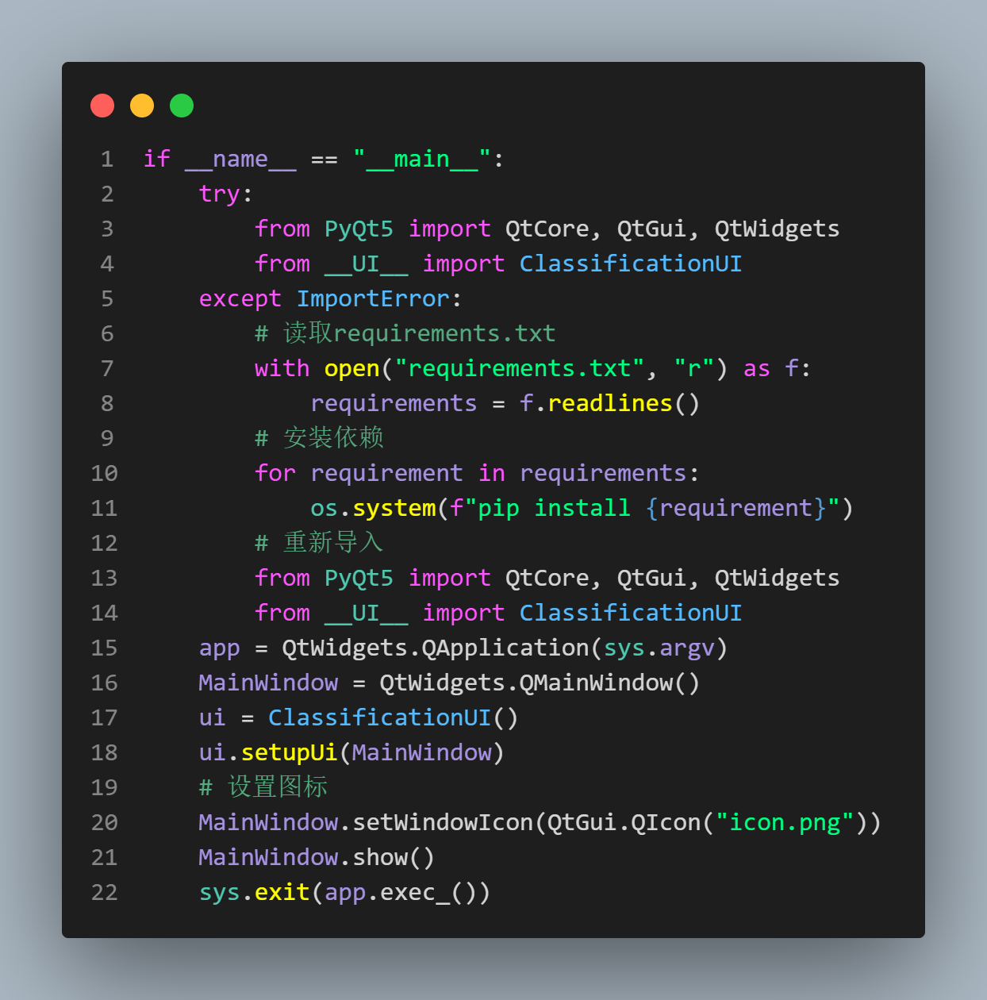 1 if __name__ == "__main__":
2     try:
3         from PyQt5 import QtCore, QtGui, QtWidgets
4         from __UI__ import ClassificationUI
5     except ImportError:
6         # 读取requirements.txt
7         with open("requirements.txt", "r") as f:
8             requirements = f.readlines()
9         # 安装依赖
10         for requirement in requirements:
11             os.system(f"pip install {requirement}")
12         # 重新导入
13         from PyQt5 import QtCore, QtGui, QtWidgets
14         from __UI__ import ClassificationUI
15     app = QtWidgets.QApplication(sys.argv)
16     MainWindow = QtWidgets.QMainWindow()
17     ui = ClassificationUI()
18     ui.setupUi(MainWindow)
19     # 设置图标
20     MainWindow.setWindowIcon(QtGui.QIcon("icon.png"))
21     MainWindow.show()
22     sys.exit(app.exec_())